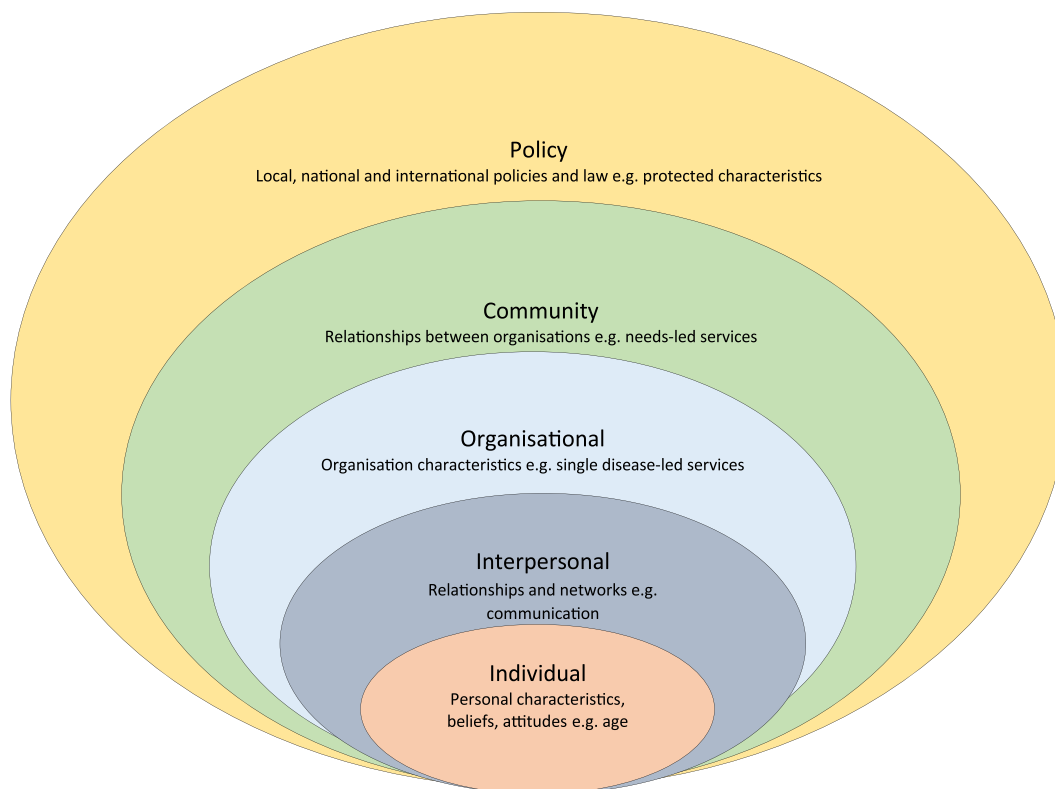 Policy
Local, national and international policies and law e.g. protected characteristics
Community
Relationships between organisations e.g. needs-led services
Organisational
Organisation characteristics e.g. single disease-led services
Interpersonal
Relationships and networks e.g.
communication
Individual
Personal characteristics,
beliefs, attitudes e.g. age